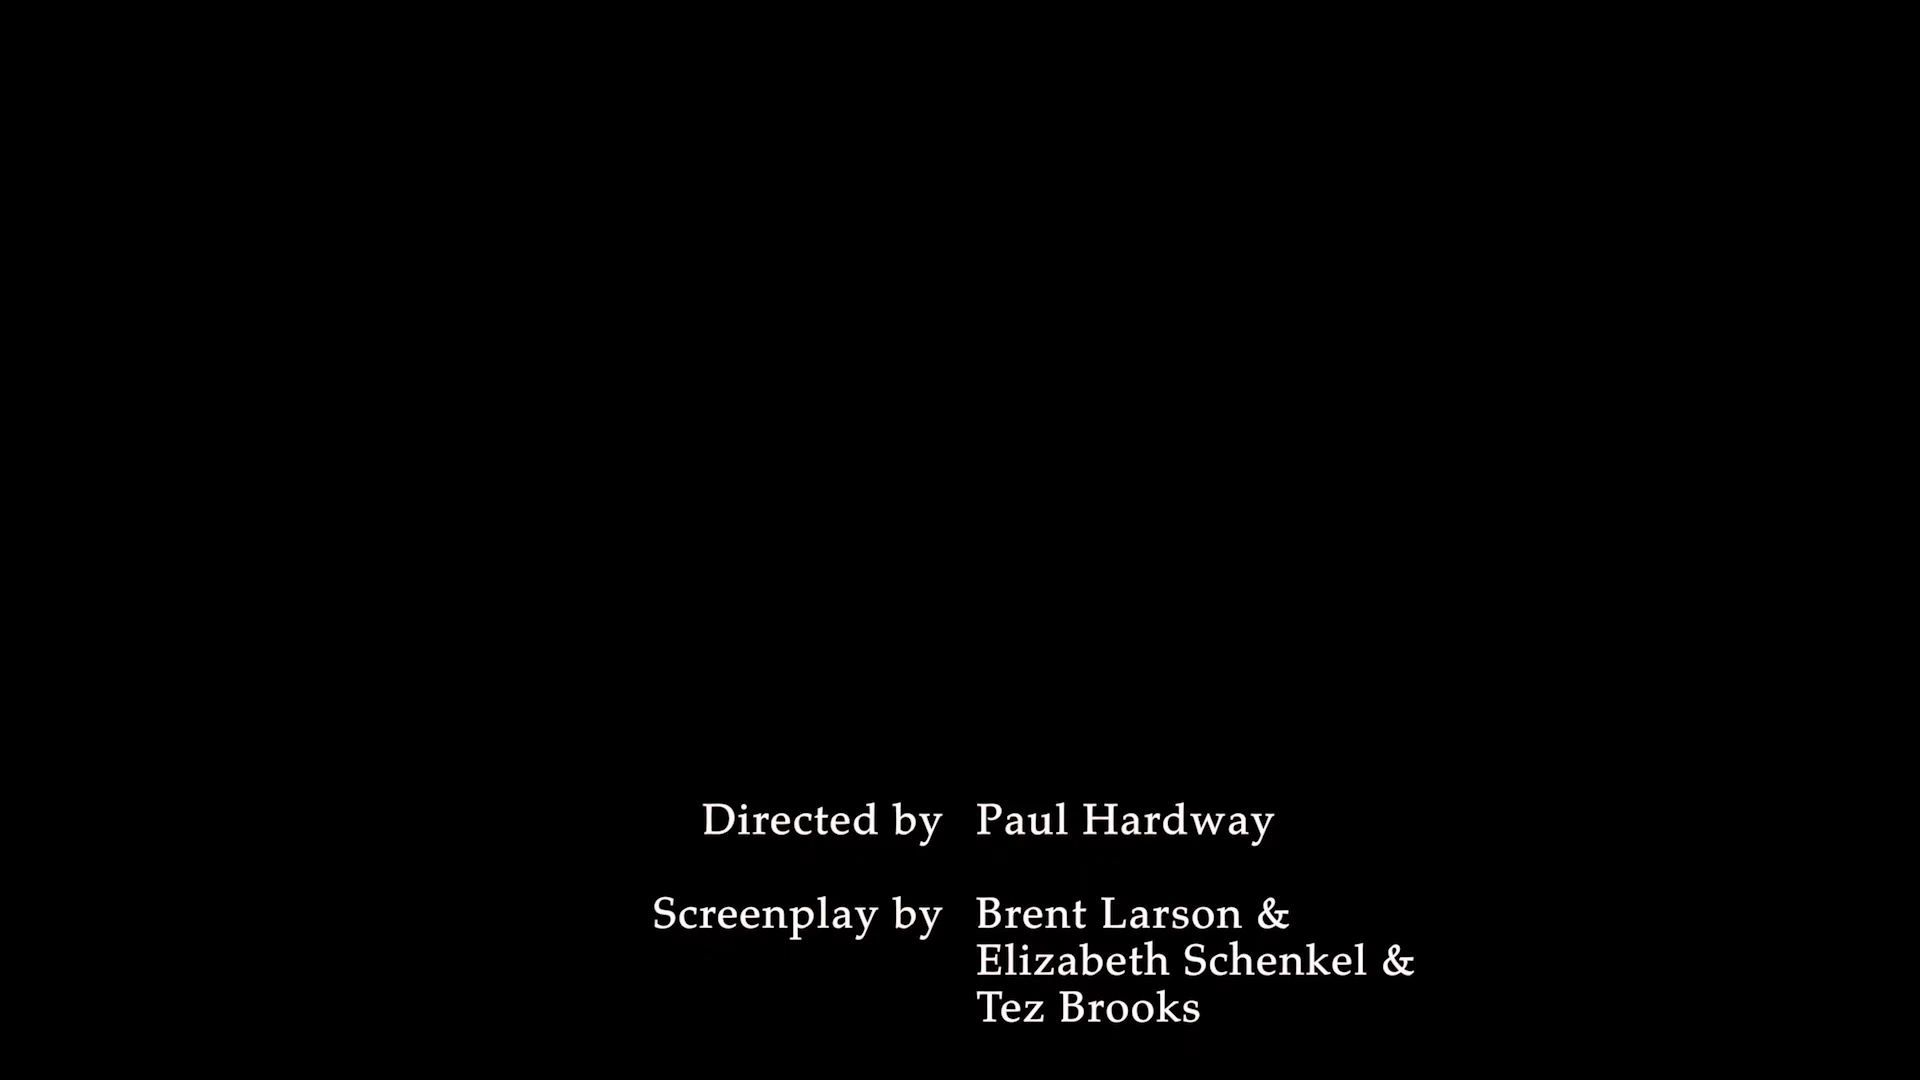 Directed by Paul Hardway
Screenplay by Brent Larson &
Elizabeth Schenkel &
Tez Brooks